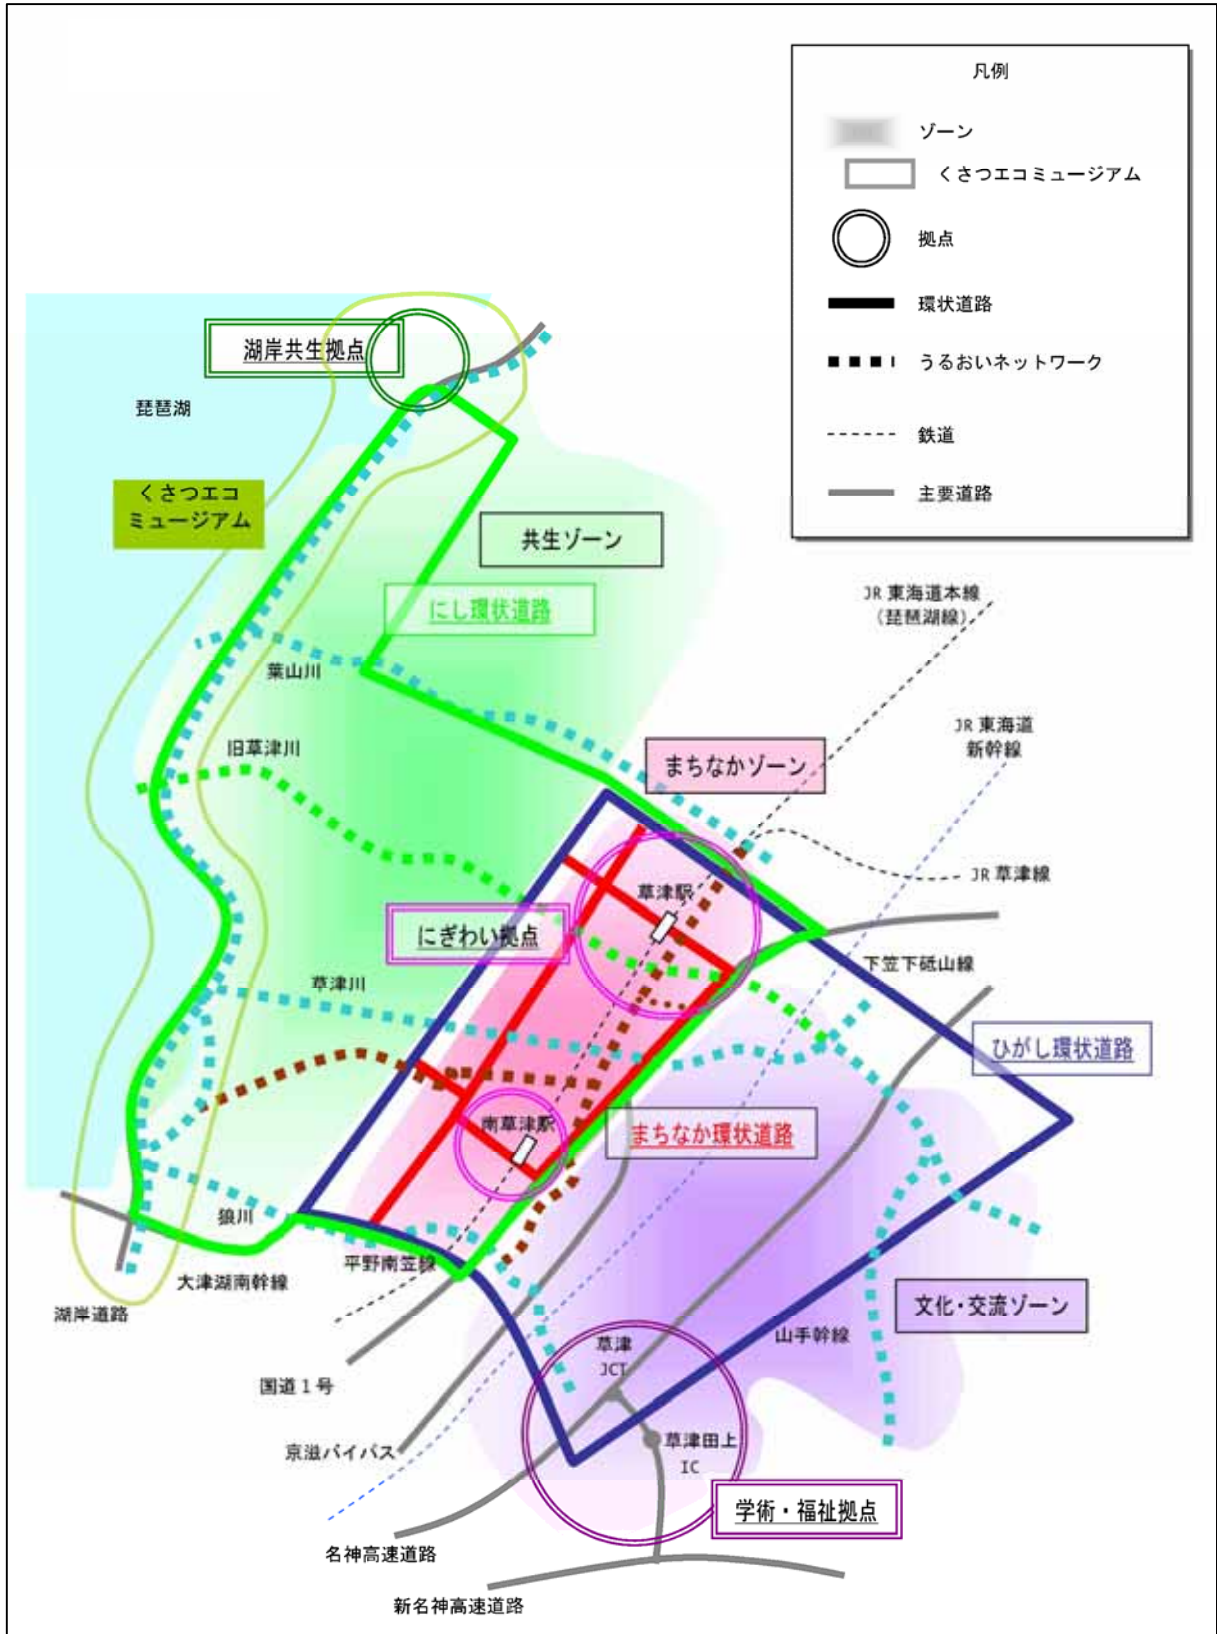 凡例
ゾーン
くさつエコミュージアム
拠点
環状道路
うるおいネットワーク
鉄道
主要道路
湖岸共生拠点
琵琶湖
くさつエコ
ミュージアム
共生ゾーン
にし環状道路
JR 東海道本線
(琵琶湖線)
葉山川
JR 東海道
新幹線
旧草津川
まちなかゾーン
JR 草津線
草津駅
にぎわい拠点
下笠下砥山線
草津川
ひがし環状道路
南草津駅
まちなか環状道路
狼川
平野南笠線
大津湖南幹線
湖岸道路
文化・交流ゾーン
山手幹線
草津
JCT
国道1号
草津田上
IC
京滋バイパス
学術・福祉拠点
名神高速道路
新名神高速道路